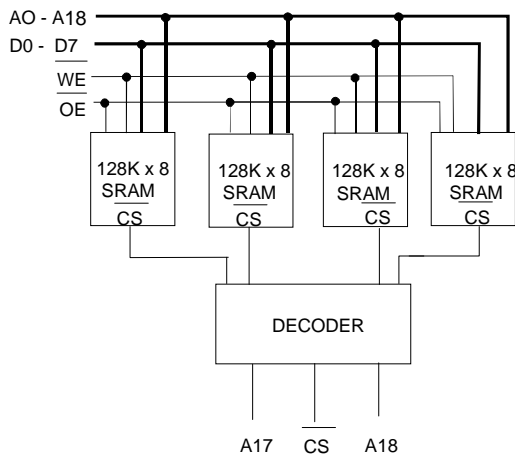 AO - A18
D0 - D7
WE
OE
128K x 8
SRAM
CS
128K x 8
SRAM
CS
128K x 8
SRAM
CS
128K x 8
SRAM
CS
DECODER
A17
CS
A18